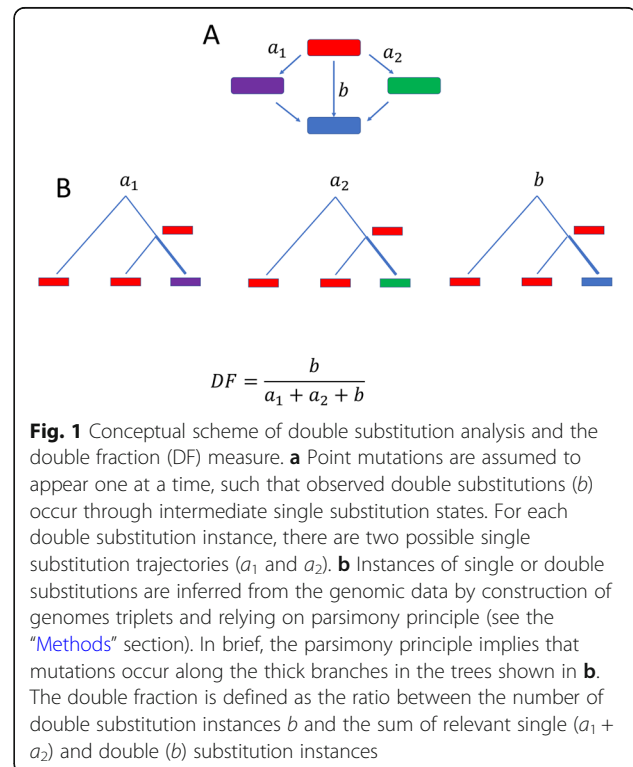 A
a₁
a₂
b
B
a₁
a₂
b
DF = b / (a₁ + a₂ + b)
Fig. 1 Conceptual scheme of double substitution analysis and the
double fraction (DF) measure. a Point mutations are assumed to
appear one at a time, such that observed double substitutions (b)
occur through intermediate single substitution states. For each
double substitution instance, there are two possible single
substitution trajectories (a₁ and a₂). b Instances of single or double
substitutions are inferred from the genomic data by construction of
genomes triplets and relying on parsimony principle (see the
“Methods” section). In brief, the parsimony principle implies that
mutations occur along the thick branches in the trees shown in b.
The double fraction is defined as the ratio between the number of
double substitution instances b and the sum of relevant single (a₁ +
a₂) and double (b) substitution instances